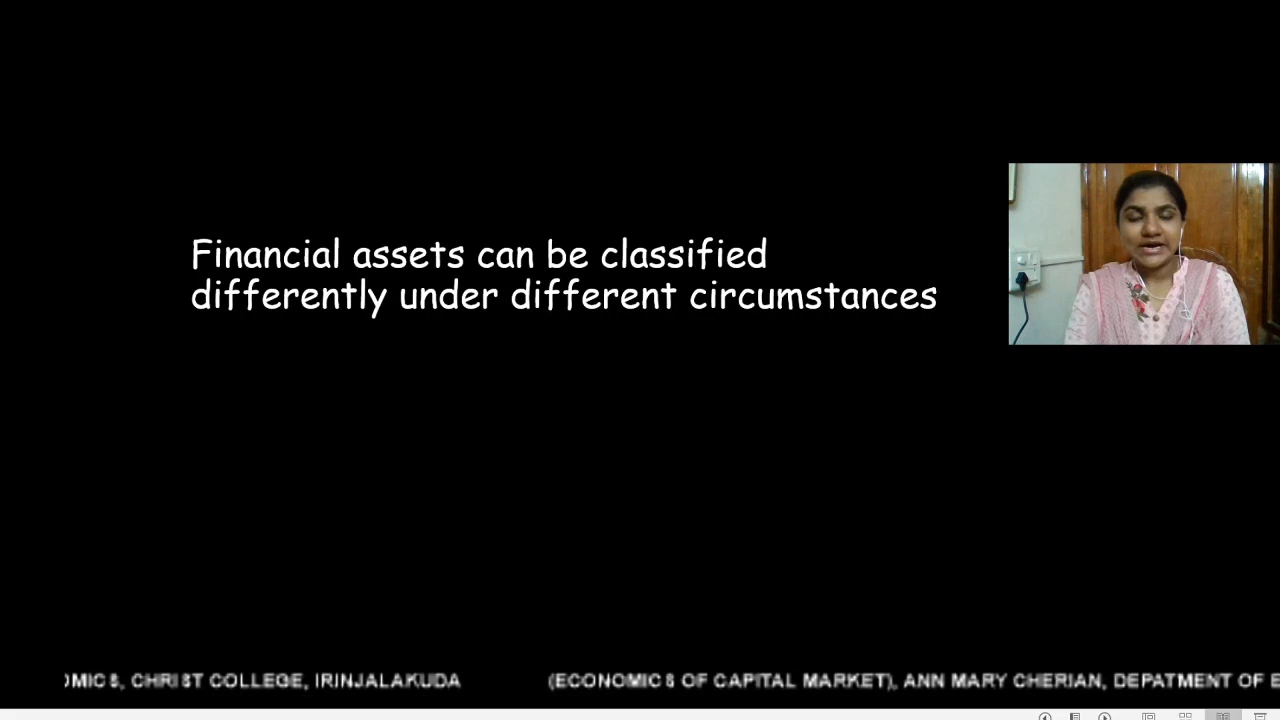 Financial assets can be classified
differently under different circumstances
OMICS, CHRIST COLLEGE, IRINJALAKUDA (ECONOMICS OF CAPITAL MARKET), ANN MARY CHERIAN, DEPATMENT OF E